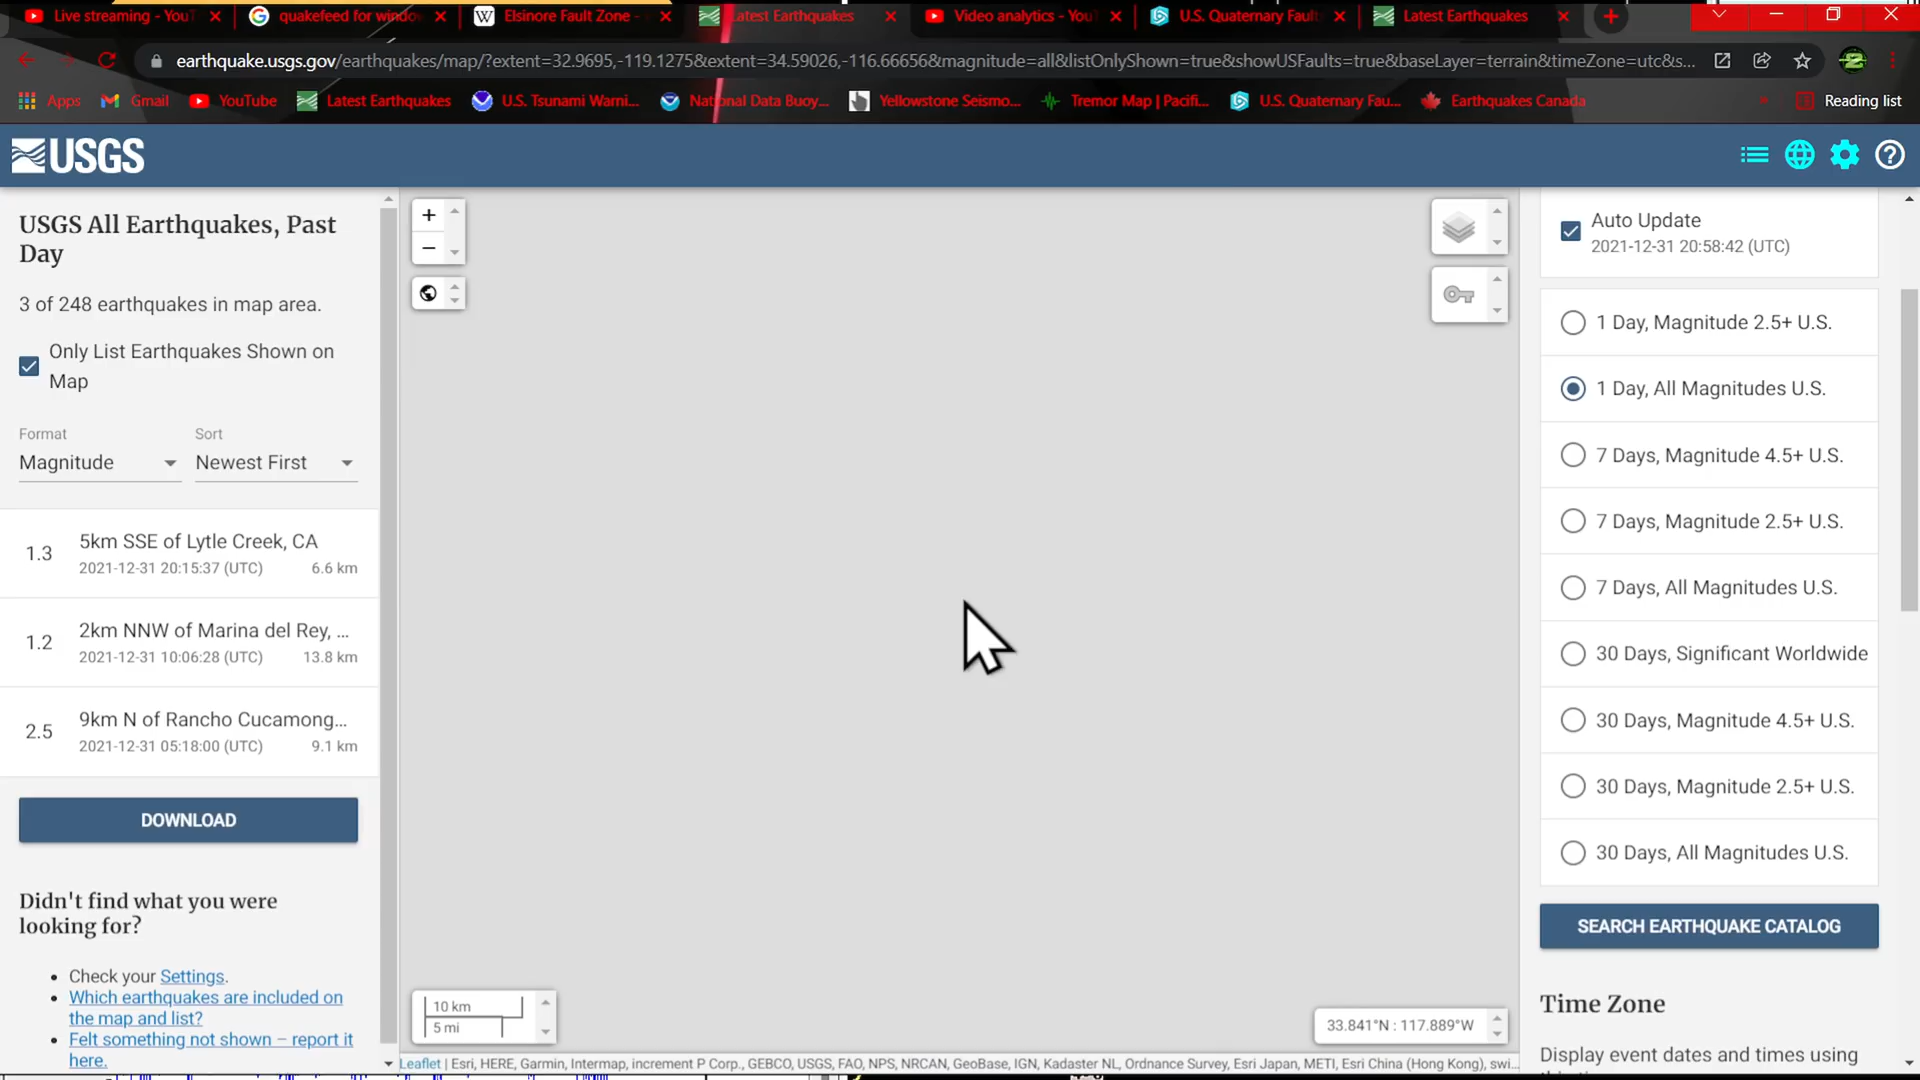 Live streaming - YouT
quakefeed for windo
Elsinore Fault Zone -
Latest Earthquakes
Video analytics - YouT
U.S. Quaternary Fault
Latest Earthquakes
earthquake.usgs.gov/earthquakes/map/?extent=32.9695,-119.1275&extent=34.59026,-116.66656&magnitude=all&listOnlyShown=true&showUSFaults=true&baseLayer=terrain&timeZone=utc&s...
Apps
Gmail
YouTube
Latest Earthquakes
U.S. Tsunami Warni...
National Data Buoy...
Yellowstone Seismo...
Tremor Map | Pacifi...
U.S. Quaternary Fau...
Earthquakes Canada
Reading list
USGS
USGS All Earthquakes, Past
Day
3 of 248 earthquakes in map area.
Only List Earthquakes Shown on
Map
Format
Sort
Magnitude
Newest First
1.3
5km SSE of Lytle Creek, CA
2021-12-31 20:15:37 (UTC)
6.6 km
1.2
2km NNW of Marina del Rey, ...
2021-12-31 10:06:28 (UTC)
13.8 km
2.5
9km N of Rancho Cucamong...
2021-12-31 05:18:00 (UTC)
9.1 km
DOWNLOAD
Didn't find what you were
looking for?
Check your Settings.
Which earthquakes are included on
the map and list?
Felt something not shown – report it
here.
+
−
10 km
5 mi
33.841°N : 117.889°W
Leaflet | Esri, HERE, Garmin, Intermap, increment P Corp., GEBCO, USGS, FAO, NPS, NRCAN, GeoBase, IGN, Kadaster NL, Ordnance Survey, Esri Japan, METI, Esri China (Hong Kong), swi...
Auto Update
2021-12-31 20:58:42 (UTC)
1 Day, Magnitude 2.5+ U.S.
1 Day, All Magnitudes U.S.
7 Days, Magnitude 4.5+ U.S.
7 Days, Magnitude 2.5+ U.S.
7 Days, All Magnitudes U.S.
30 Days, Significant Worldwide
30 Days, Magnitude 4.5+ U.S.
30 Days, Magnitude 2.5+ U.S.
30 Days, All Magnitudes U.S.
SEARCH EARTHQUAKE CATALOG
Time Zone
Display event dates and times using